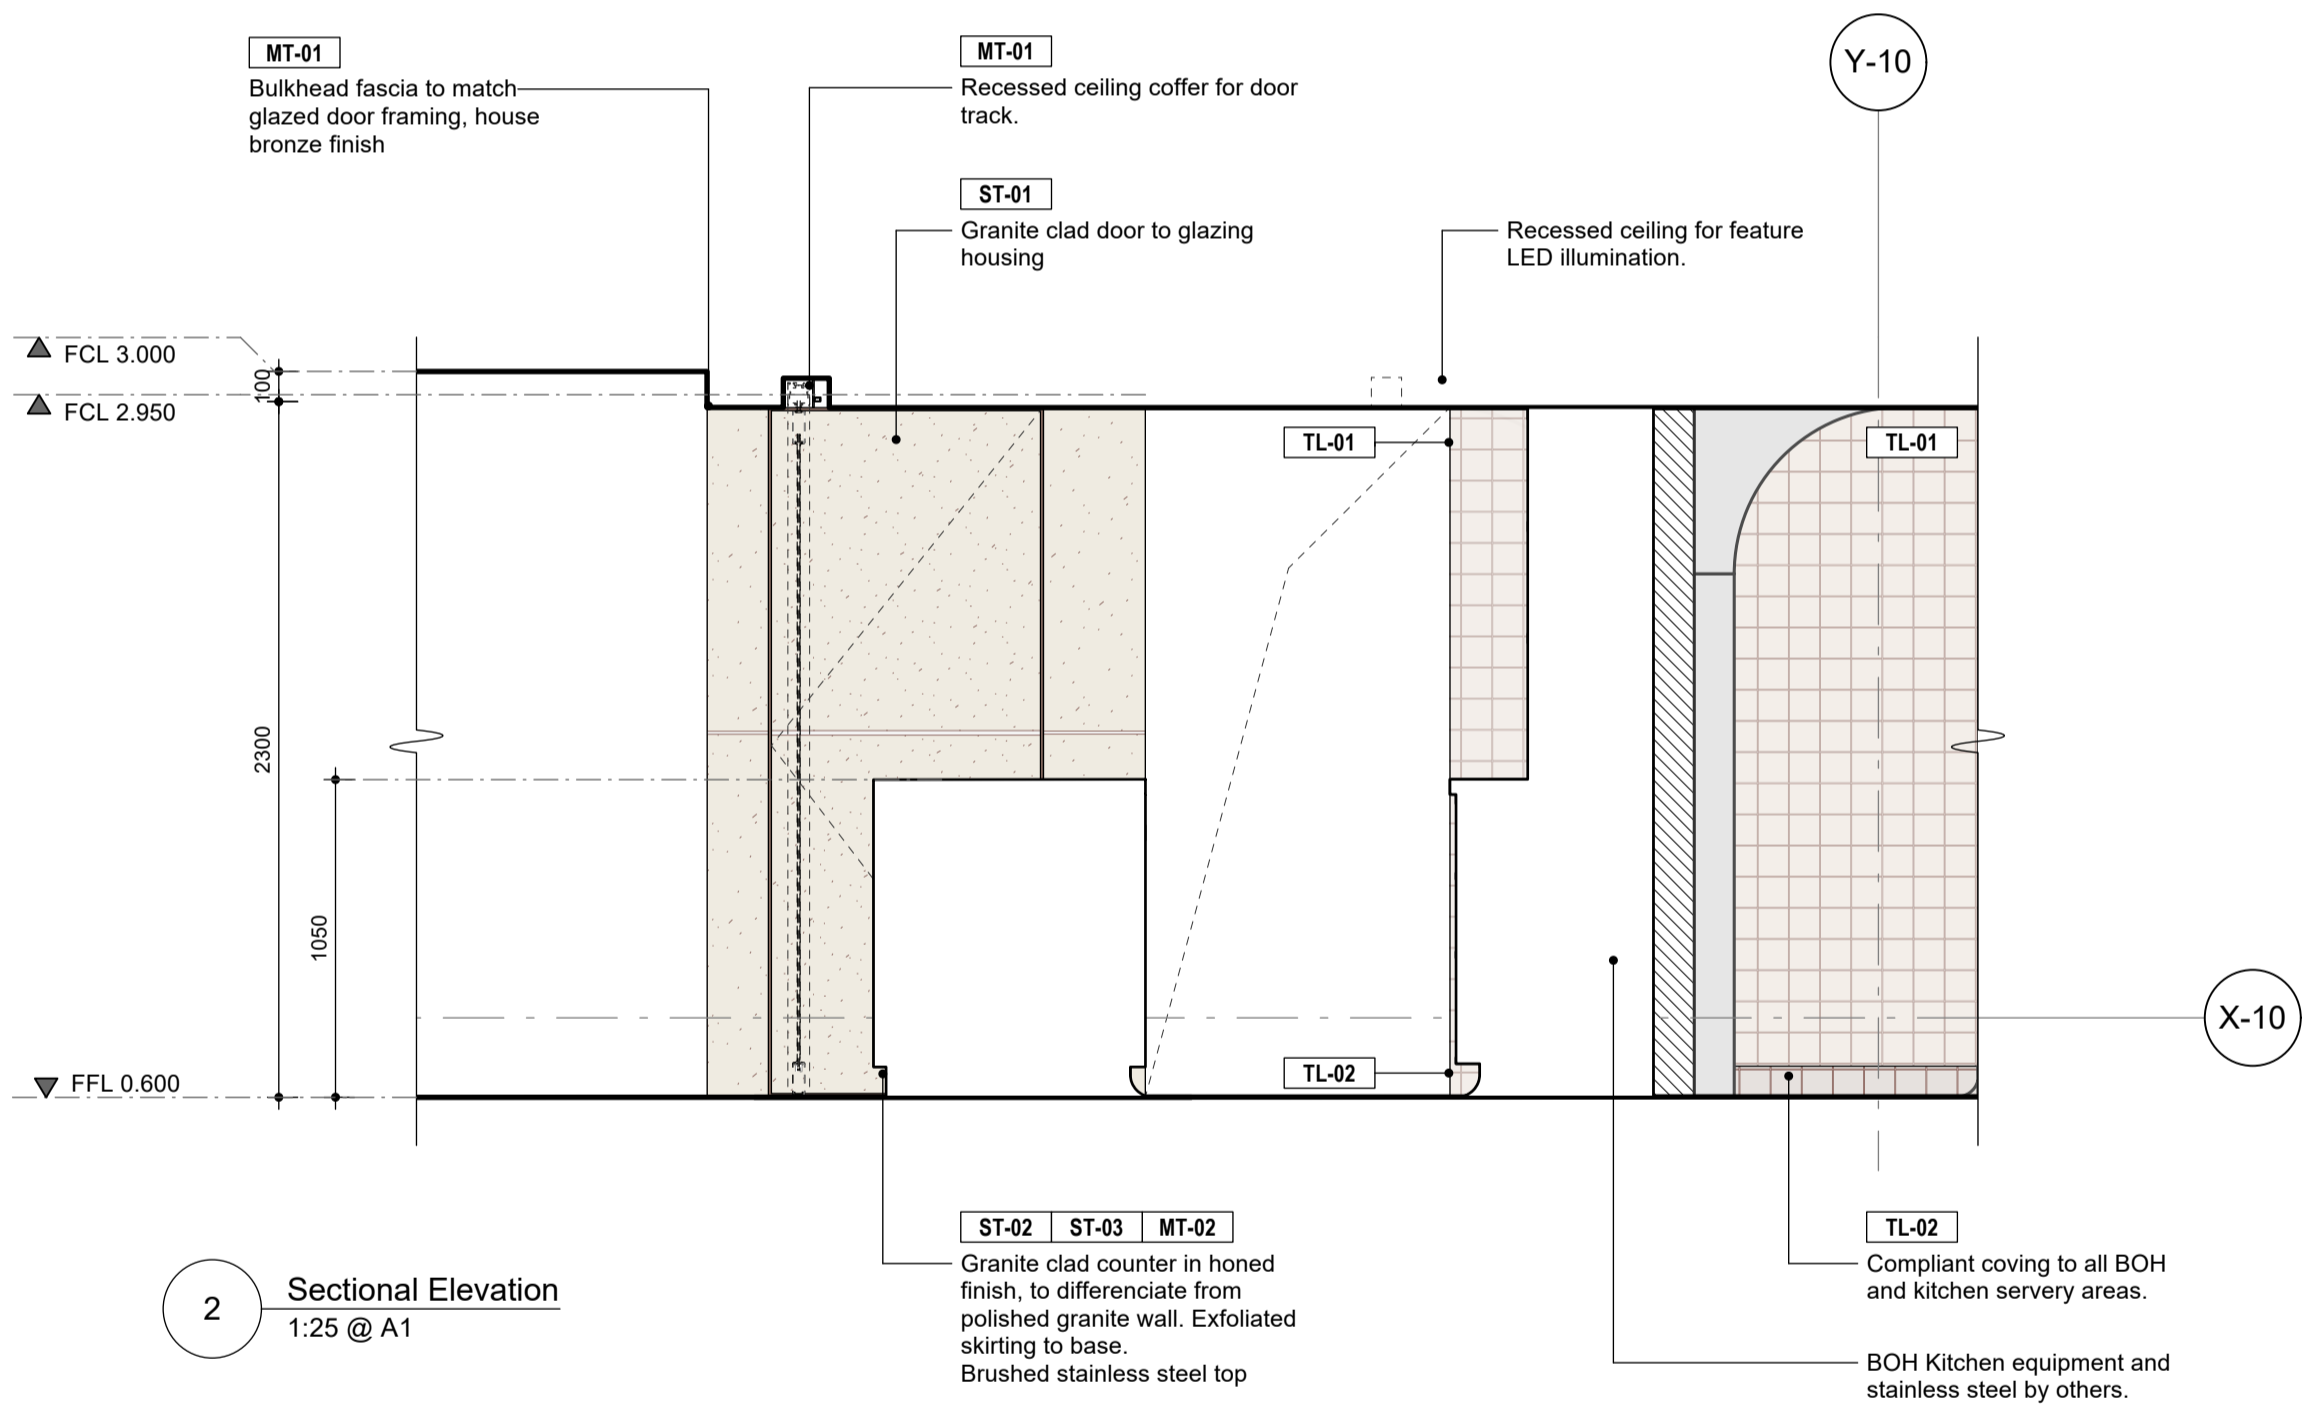 MT-01
Bulkhead fascia to match
glazed door framing, house
bronze finish
MT-01
Recessed ceiling coffer for door
track.
ST-01
Granite clad door to glazing
housing
Recessed ceiling for feature
LED illumination.
Y-10
FCL 3.000
100
FCL 2.950
TL-01
TL-01
2300
1050
X-10
FFL 0.600
TL-02
ST-02 ST-03 MT-02
Granite clad counter in honed
finish, to differenciate from
polished granite wall. Exfoliated
skirting to base.
Brushed stainless steel top
TL-02
Compliant coving to all BOH
and kitchen servery areas.
BOH Kitchen equipment and
stainless steel by others.
2
Sectional Elevation
1:25 @ A1